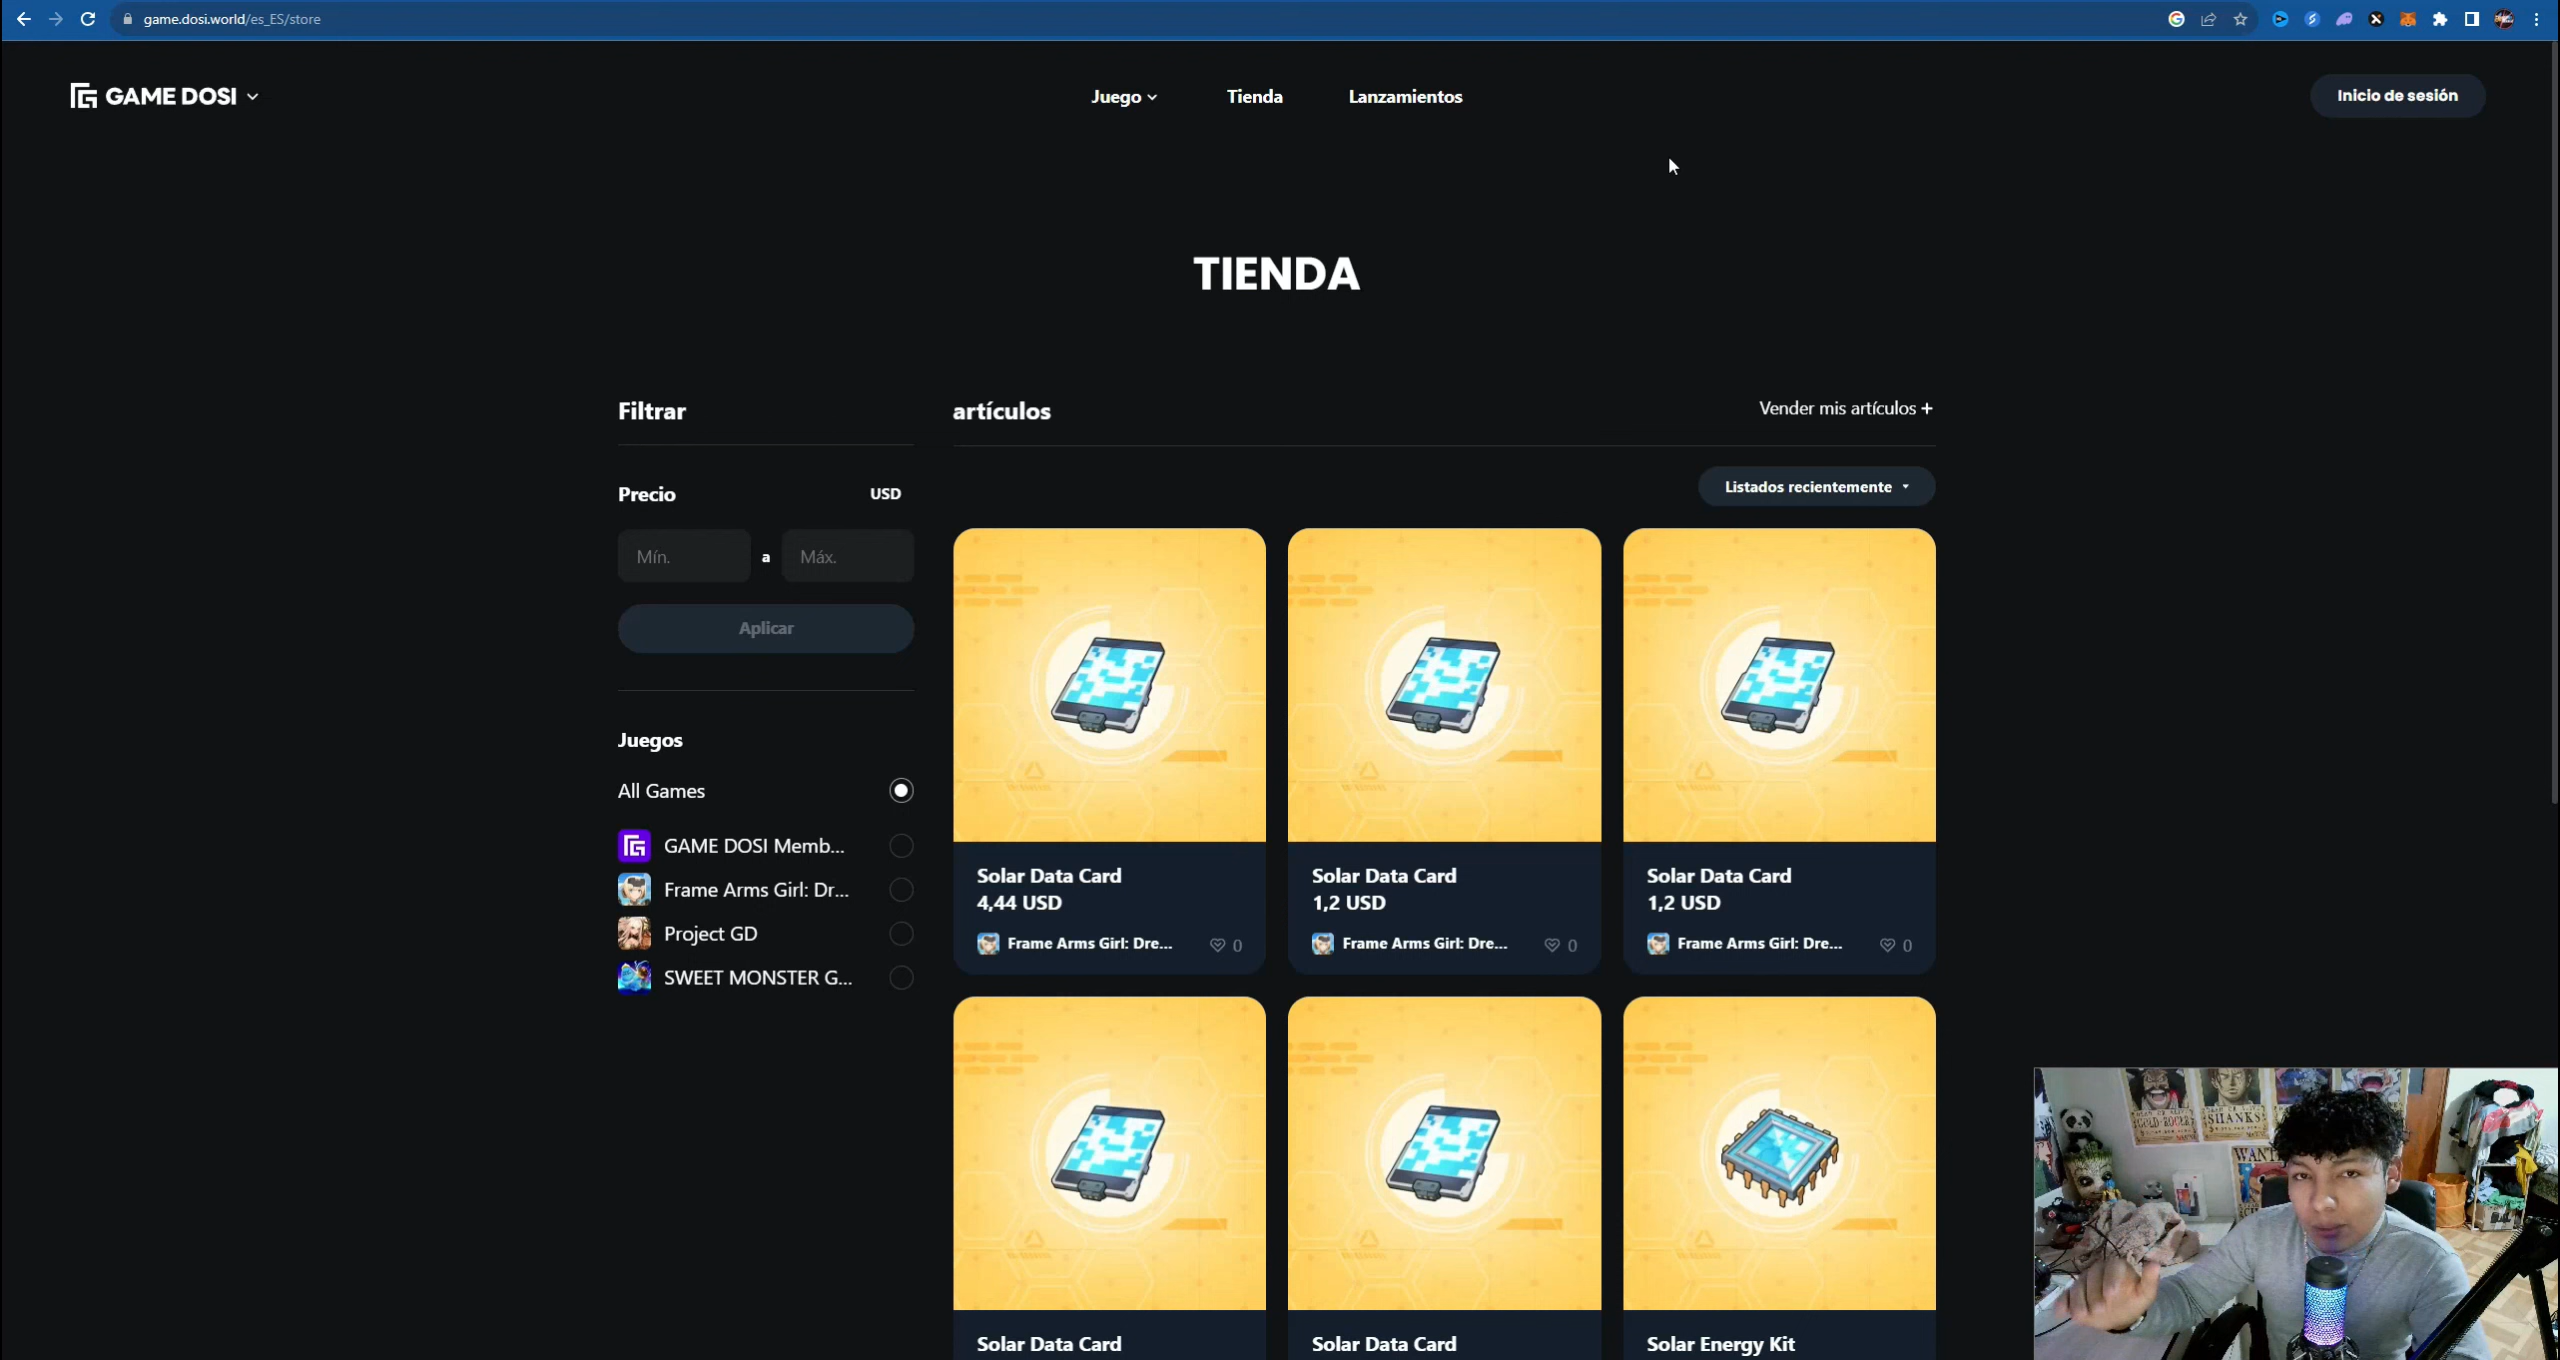 game.dosi.world/es_ES/store
GAME DOSI
Juego
Tienda
Lanzamientos
Inicio de sesión
TIENDA
Filtrar
Precio USD
Mín. a Máx.
Aplicar
Juegos
All Games
GAME DOSI Memb...
Frame Arms Girl: Dr...
Project GD
SWEET MONSTER G...
artículos
Vender mis artículos +
Listados recientemente
Solar Data Card
4,44 USD
Frame Arms Girl: Dre... 0
Solar Data Card
1,2 USD
Frame Arms Girl: Dre... 0
Solar Data Card
1,2 USD
Frame Arms Girl: Dre... 0
Solar Data Card
Solar Data Card
Solar Energy Kit
GOLD·ROGER
SHANKS
WANT